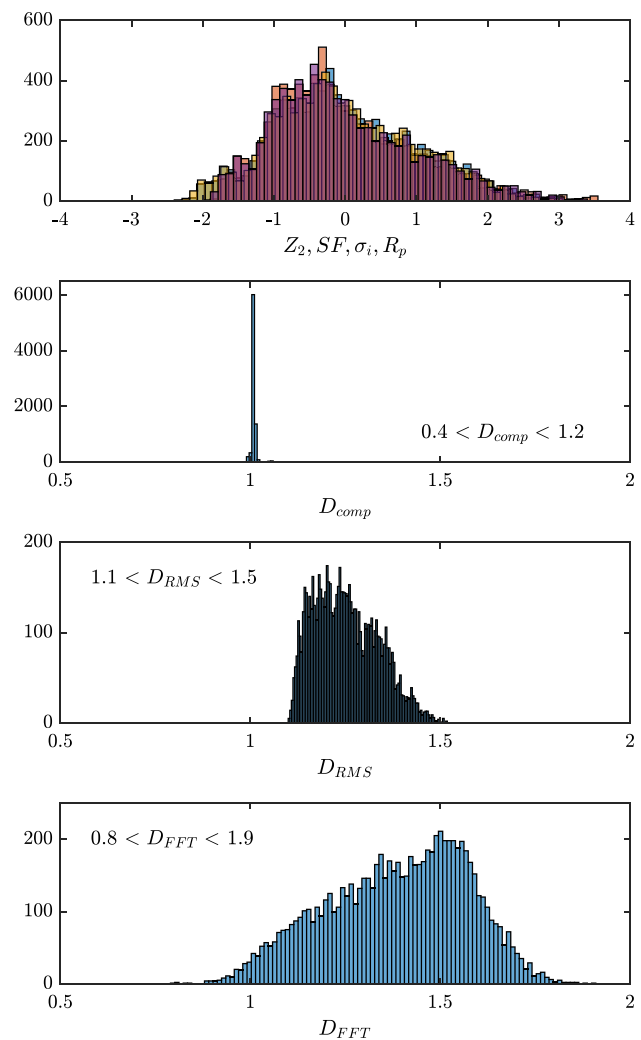 600
400
200
0
-4 -3 -2 -1 0 1 2 3 4
Z₂, SF, σᵢ, Rₚ
6000
4000
2000
0
0.4 < D_comp < 1.2
0.5 1 1.5 2
D_comp
200
1.1 < D_RMS < 1.5
100
0
0.5 1 1.5 2
D_RMS
0.8 < D_FFT < 1.9
200
100
0
0.5 1 1.5 2
D_FFT